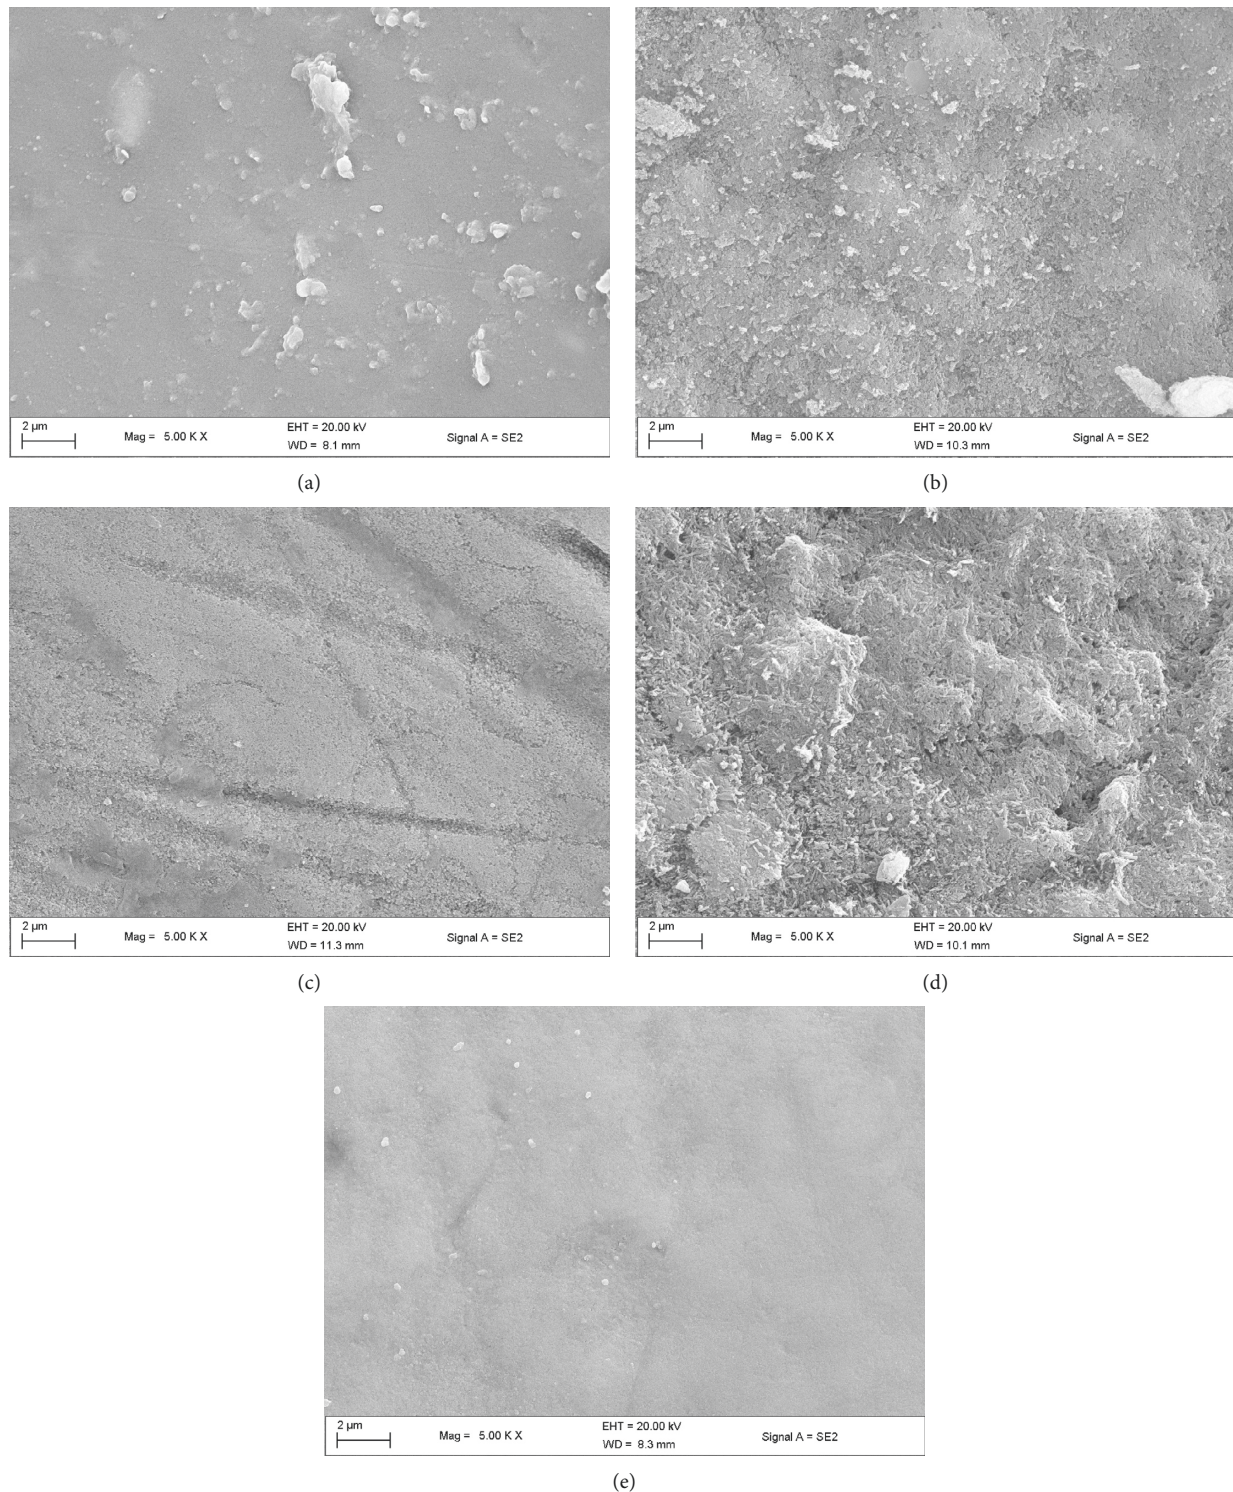 2 µm
Mag = 5.00 K X
EHT = 20.00 kV
WD = 8.1 mm
Signal A = SE2
(a)
2 µm
Mag = 5.00 K X
EHT = 20.00 kV
WD = 10.3 mm
Signal A = SE2
(b)
2 µm
Mag = 5.00 K X
EHT = 20.00 kV
WD = 11.3 mm
Signal A = SE2
(c)
2 µm
Mag = 5.00 K X
EHT = 20.00 kV
WD = 10.1 mm
Signal A = SE2
(d)
2 µm
Mag = 5.00 K X
EHT = 20.00 kV
WD = 8.3 mm
Signal A = SE2
(e)